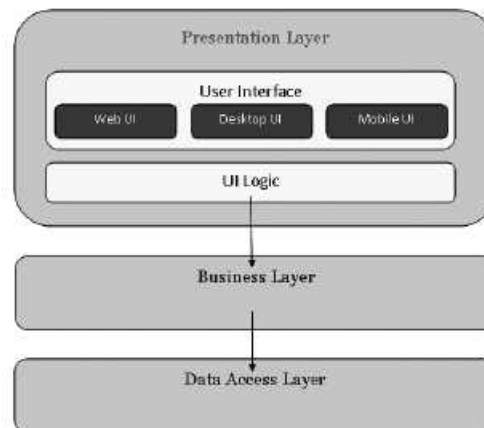 Presentation Layer
User Interface
Web UI
Desktop UI
Mobile UI
UI Logic
Business Layer
Data Access Layer